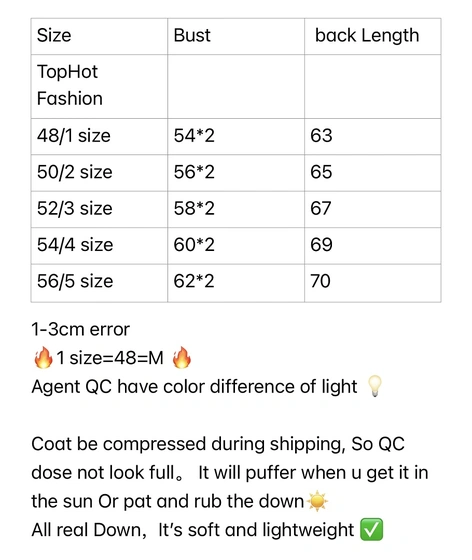 Size Bust back Length
TopHot
Fashion
48/1 size 54*2 63
50/2 size 56*2 65
52/3 size 58*2 67
54/4 size 60*2 69
56/5 size 62*2 70
1-3cm error
🔥1 size=48=M 🔥
Agent QC have color difference of light 💡
Coat be compressed during shipping, So QC
dose not look full。 It will puffer when u get it in
the sun Or pat and rub the down☀️
All real Down，It’s soft and lightweight ✅